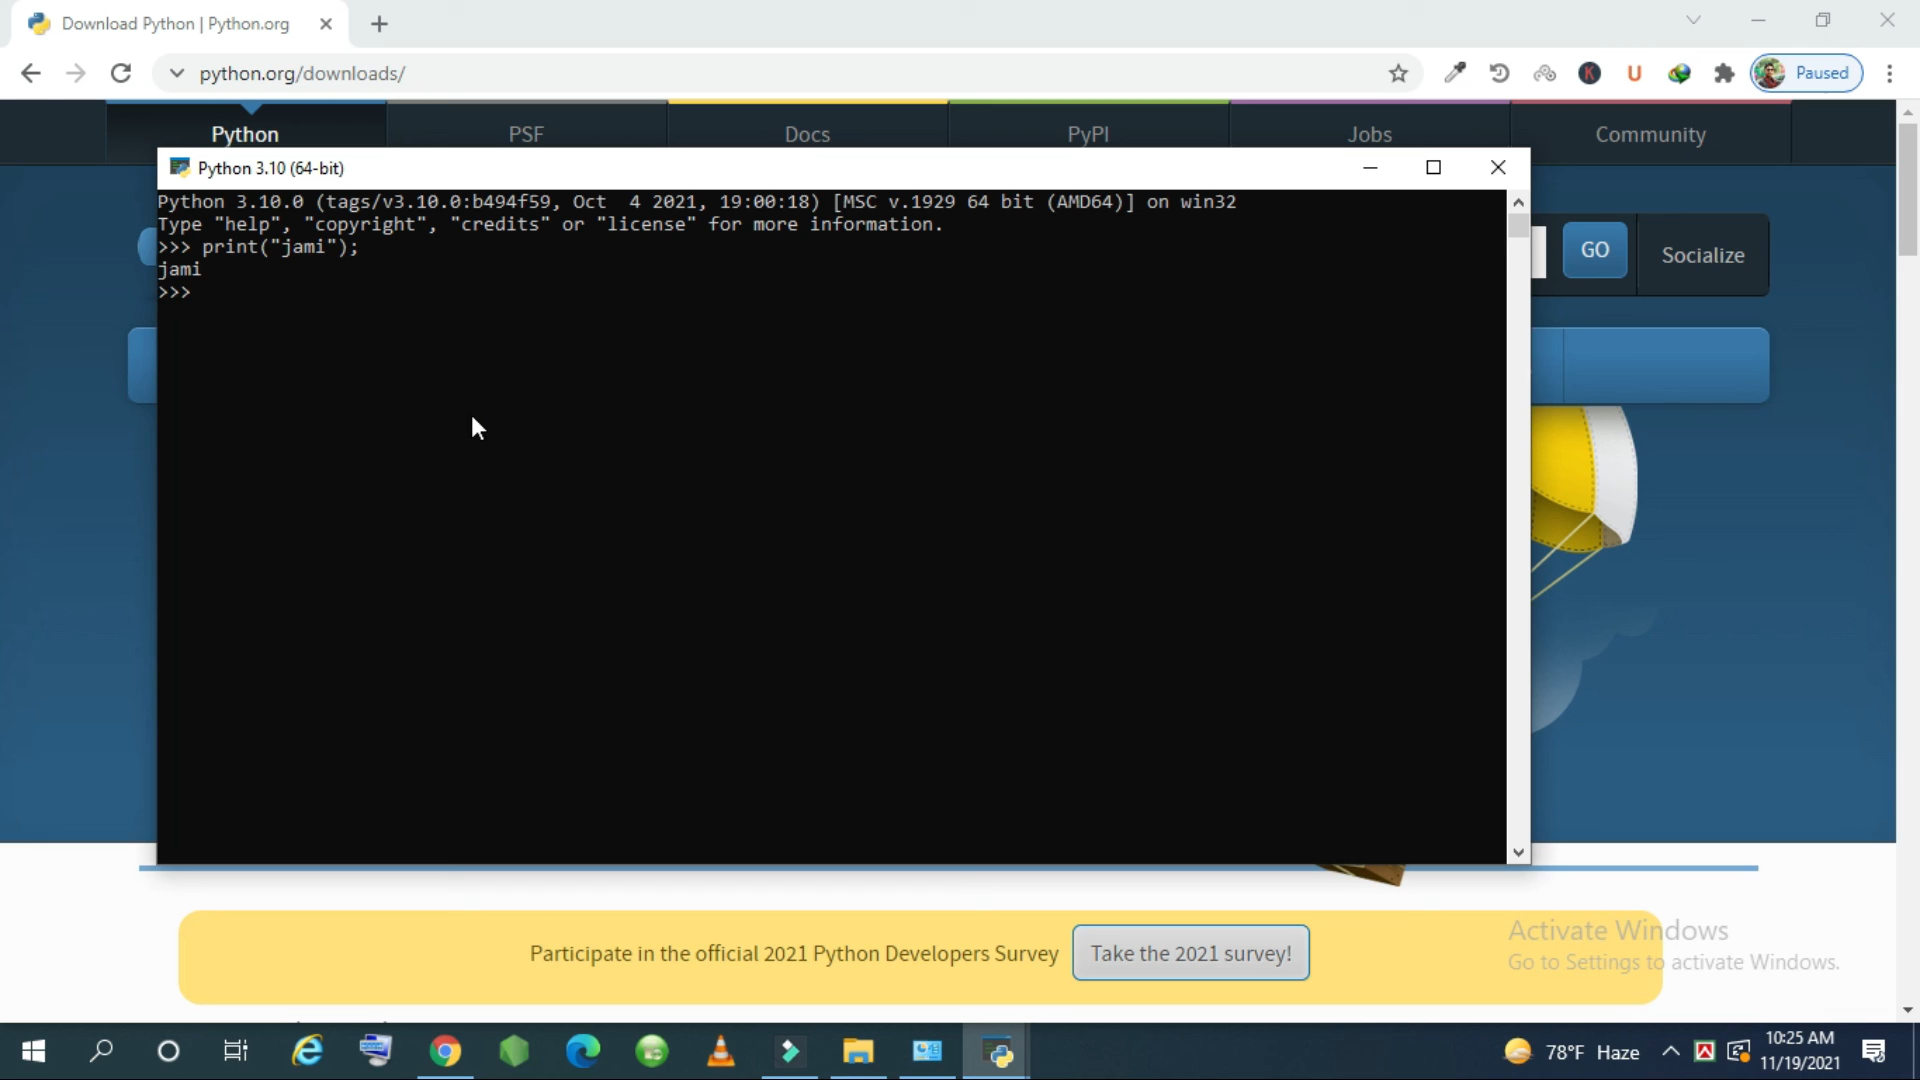 Download Python | Python.org
python.org/downloads/
K
U
Paused
Python
PSF
Docs
PyPI
Jobs
Community
Python 3.10 (64-bit)
Python 3.10.0 (tags/v3.10.0:b494f59, Oct  4 2021, 19:00:18) [MSC v.1929 64 bit (AMD64)] on win32
Type "help", "copyright", "credits" or "license" for more information.
>>> print("jami");
jami
>>>
GO
Socialize
Participate in the official 2021 Python Developers Survey
Take the 2021 survey!
Activate Windows
Go to Settings to activate Windows.
78°F Haze
10:25 AM
11/19/2021